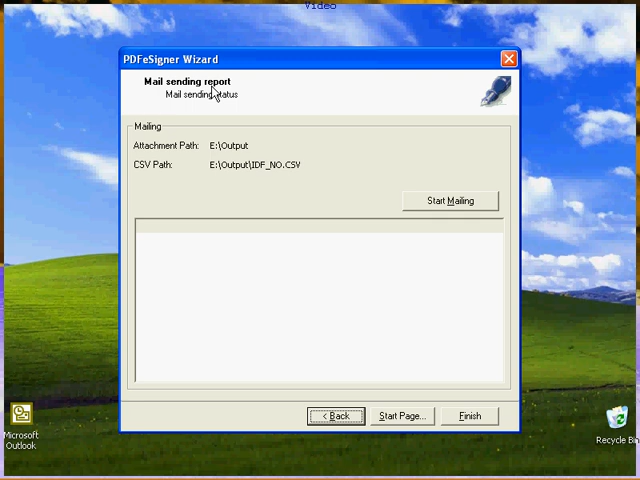 Video
PDFeSigner Wizard
Mail sending report
Mail sending status
Mailing
Attachment Path: E:\Output
CSV Path: E:\Output\IDF_NO.CSV
Start Mailing
< Back
Start Page...
Finish
Microsoft
Outlook
Recycle Bin